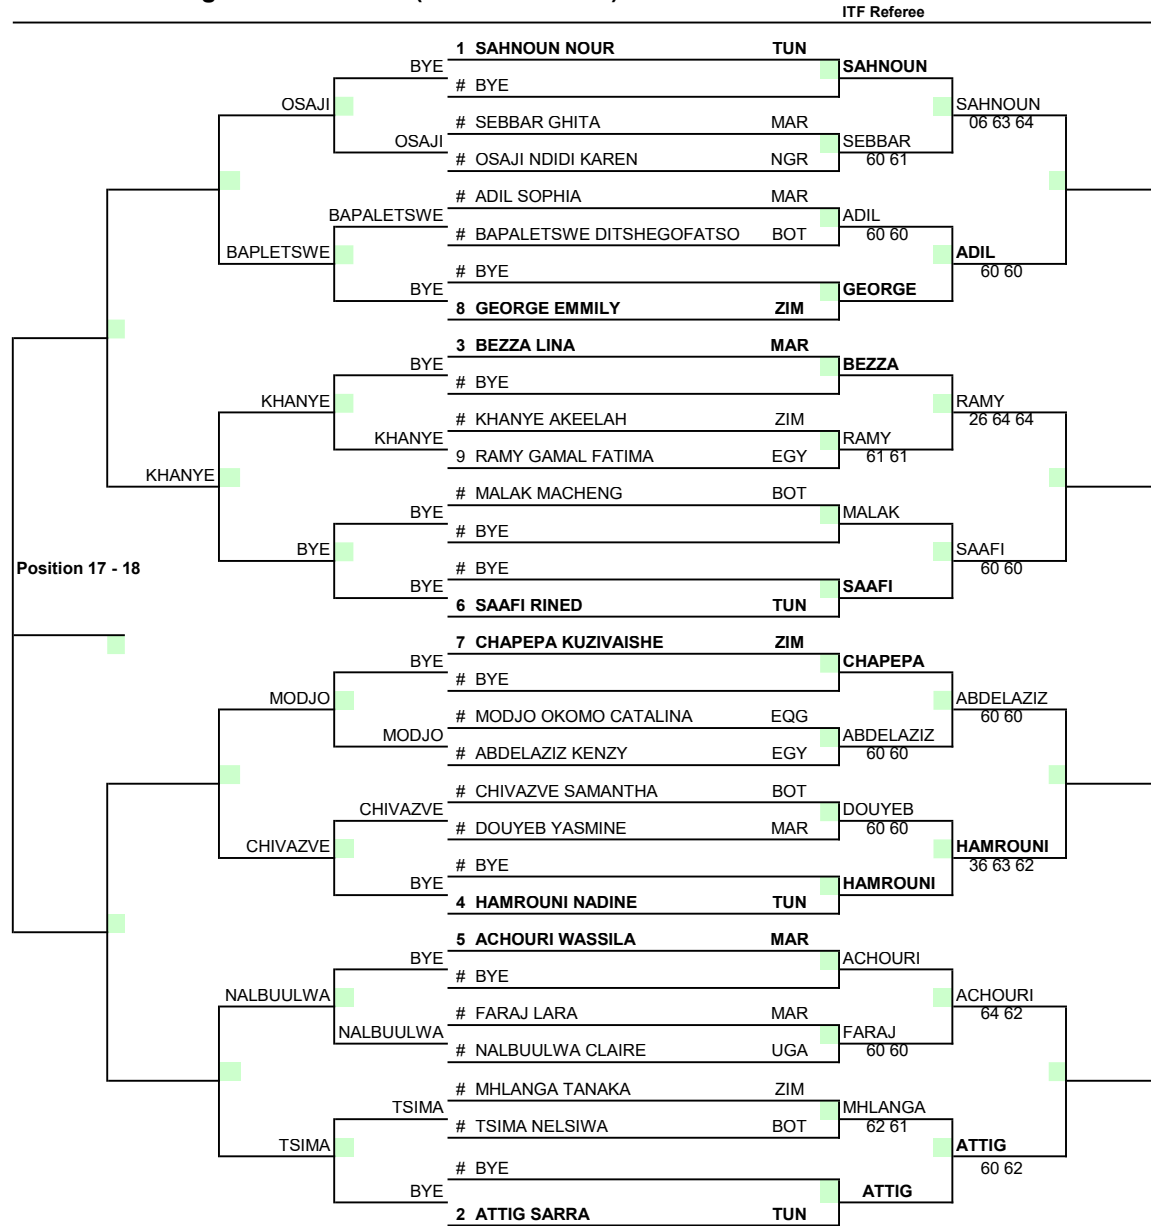 ITF Referee
1 SAHNOUN NOUR TUN
BYE SAHNOUN
# BYE
OSAJI SAHNOUN
# SEBBAR GHITA MAR 06 63 64
OSAJI SEBBAR
# OSAJI NDIDI KAREN NGR 60 61
# ADIL SOPHIA MAR
BAPALETSWE ADIL
# BAPALETSWE DITSHEGOFATSO BOT 60 60
BAPLETSWE ADIL
# BYE 60 60
BYE GEORGE
8 GEORGE EMMILY ZIM
3 BEZZA LINA MAR
BYE BEZZA
# BYE
KHANYE RAMY
# KHANYE AKEELAH ZIM 26 64 64
KHANYE RAMY
9 RAMY GAMAL FATIMA EGY 61 61
KHANYE
# MALAK MACHENG BOT
BYE MALAK
# BYE
BYE SAAFI
Position 17 - 18 # BYE 60 60
BYE SAAFI
6 SAAFI RINED TUN
7 CHAPEPA KUZIVAISHE ZIM
BYE CHAPEPA
# BYE
MODJO ABDELAZIZ
# MODJO OKOMO CATALINA EQG 60 60
MODJO ABDELAZIZ
# ABDELAZIZ KENZY EGY 60 60
# CHIVAZVE SAMANTHA BOT
CHIVAZVE DOUYEB
# DOUYEB YASMINE MAR 60 60
CHIVAZVE HAMROUNI
# BYE 36 63 62
BYE HAMROUNI
4 HAMROUNI NADINE TUN
5 ACHOURI WASSILA MAR
BYE ACHOURI
# BYE
NALBUULWA ACHOURI
# FARAJ LARA MAR 64 62
NALBUULWA FARAJ
# NALBUULWA CLAIRE UGA 60 60
# MHLANGA TANAKA ZIM
TSIMA MHLANGA
# TSIMA NELSIWA BOT 62 61
TSIMA ATTIG
# BYE 60 62
BYE ATTIG
2 ATTIG SARRA TUN